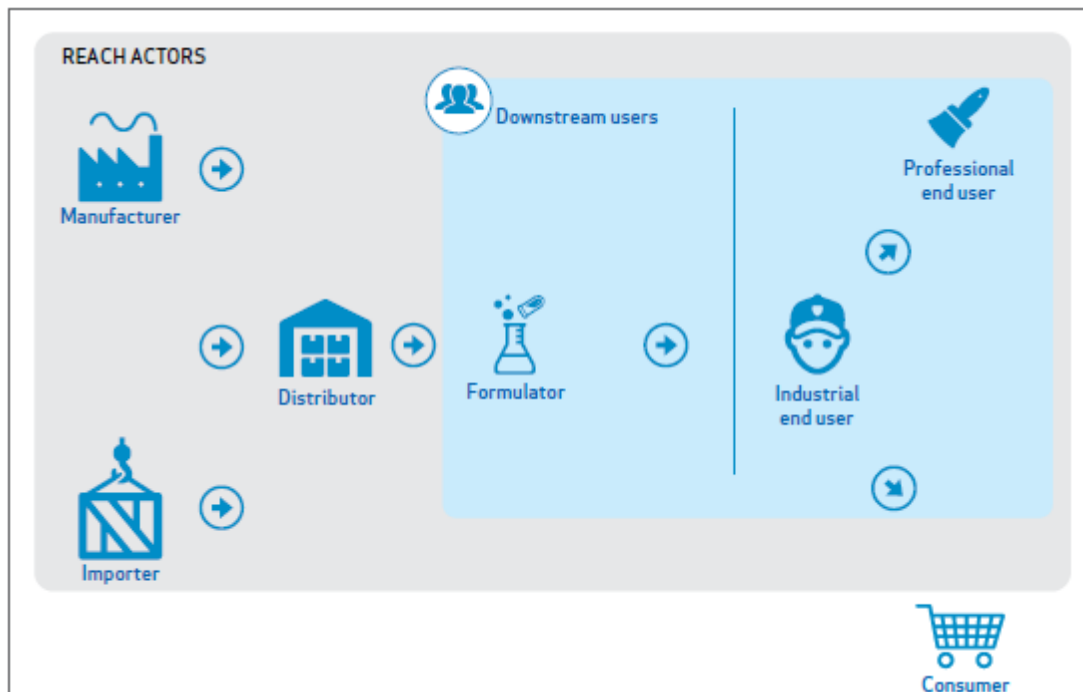 REACH ACTORS
Downstream users
Manufacturer
Professional
end user
Distributor
Formulator
Industrial
end user
Importer
Consumer